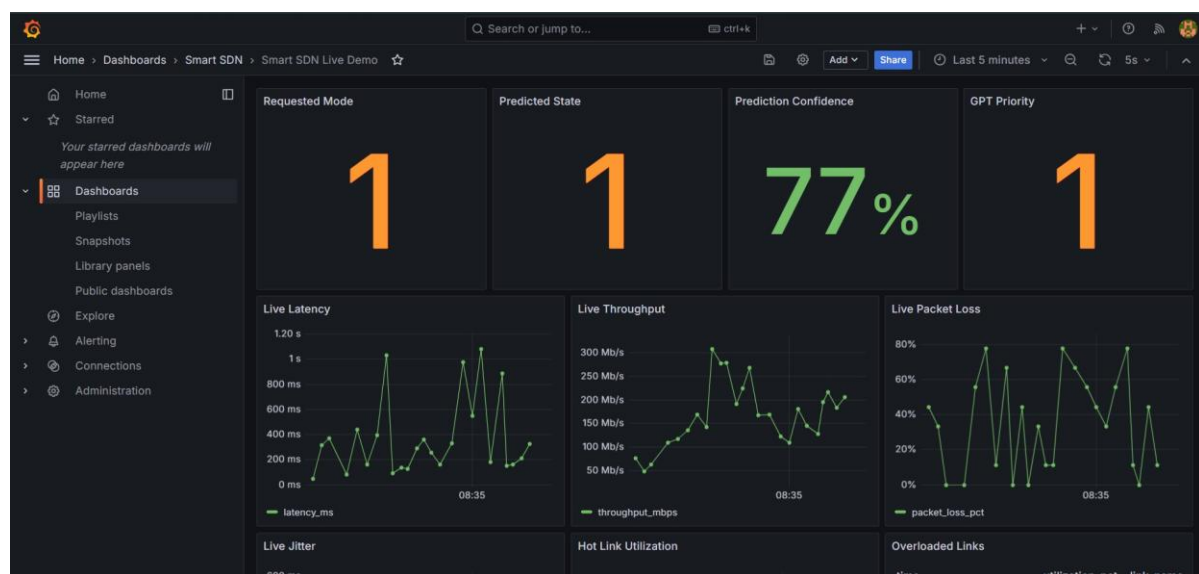 Search or jump to...
ctrl+k
Home › Dashboards › Smart SDN › Smart SDN Live Demo
Add
Share
Last 5 minutes
5s
Home
Starred
Your starred dashboards will
appear here
Dashboards
Playlists
Snapshots
Library panels
Public dashboards
Explore
Alerting
Connections
Administration
Requested Mode
1
Predicted State
1
Prediction Confidence
77%
GPT Priority
1
Live Latency
1.20 s
1 s
800 ms
600 ms
400 ms
200 ms
0 ms
08:35
latency_ms
Live Throughput
300 Mb/s
250 Mb/s
200 Mb/s
150 Mb/s
100 Mb/s
50 Mb/s
08:35
throughput_mbps
Live Packet Loss
80%
60%
40%
20%
0%
08:35
packet_loss_pct
Live Jitter
Hot Link Utilization
Overloaded Links